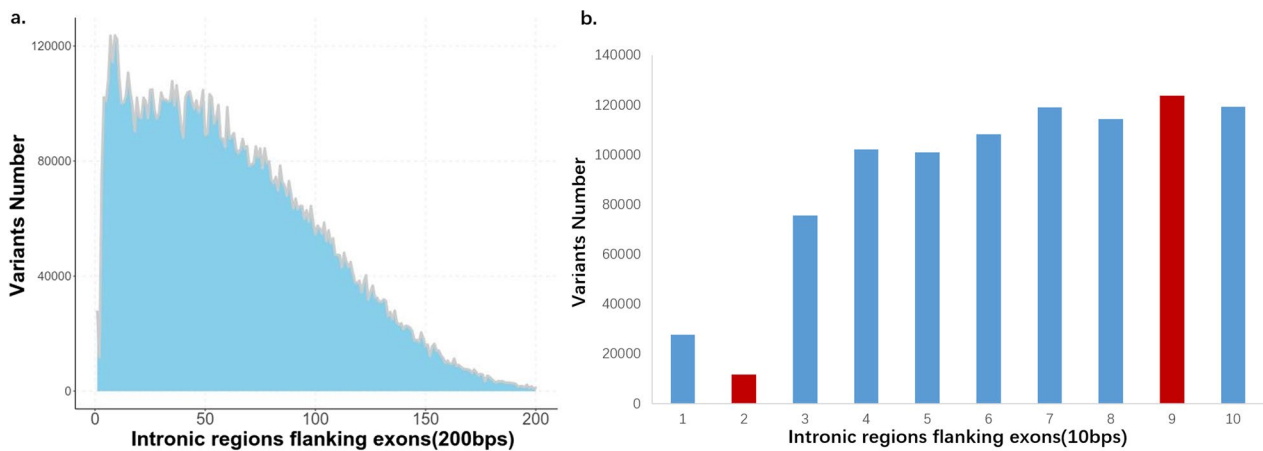 a.
120000
80000
40000
0
Variants Number
0 50 100 150 200
Intronic regions flanking exons(200bps)
b.
140000
120000
100000
80000
60000
40000
20000
0
Variants Number
1 2 3 4 5 6 7 8 9 10
Intronic regions flanking exons(10bps)